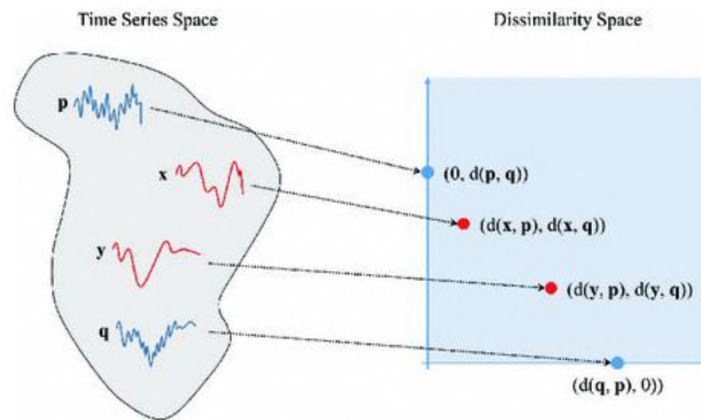 Time Series Space
Dissimilarity Space
p
x
y
q
(0, d(p, q))
(d(x, p), d(x, q))
(d(y, p), d(y, q))
(d(q, p), 0))